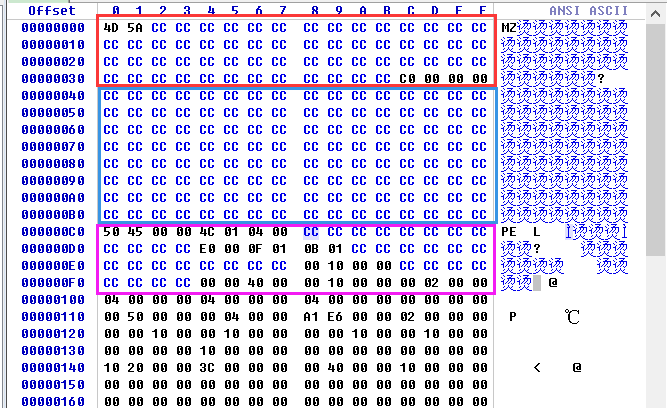 Offset 0 1 2 3 4 5 6 7 8 9 A B C D E F ANSI ASCII
00000000 4D 5A CC CC CC CC CC CC CC CC CC CC CC CC CC CC MZ烫烫烫烫烫烫烫
00000010 CC CC CC CC CC CC CC CC CC CC CC CC CC CC CC CC 烫烫烫烫烫烫烫烫
00000020 CC CC CC CC CC CC CC CC CC CC CC CC CC CC CC CC 烫烫烫烫烫烫烫烫
00000030 CC CC CC CC CC CC CC CC CC CC CC CC C0 00 00 00 烫烫烫烫烫烫?
00000040 CC CC CC CC CC CC CC CC CC CC CC CC CC CC CC CC 烫烫烫烫烫烫烫烫
00000050 CC CC CC CC CC CC CC CC CC CC CC CC CC CC CC CC 烫烫烫烫烫烫烫烫
00000060 CC CC CC CC CC CC CC CC CC CC CC CC CC CC CC CC 烫烫烫烫烫烫烫烫
00000070 CC CC CC CC CC CC CC CC CC CC CC CC CC CC CC CC 烫烫烫烫烫烫烫烫
00000080 CC CC CC CC CC CC CC CC CC CC CC CC CC CC CC CC 烫烫烫烫烫烫烫烫
00000090 CC CC CC CC CC CC CC CC CC CC CC CC CC CC CC CC 烫烫烫烫烫烫烫烫
000000A0 CC CC CC CC CC CC CC CC CC CC CC CC CC CC CC CC 烫烫烫烫烫烫烫烫
000000B0 CC CC CC CC CC CC CC CC CC CC CC CC CC CC CC CC 烫烫烫烫烫烫烫烫
000000C0 50 45 00 00 4C 01 04 00 CC CC CC CC CC CC CC CC PE L 烫烫烫
000000D0 CC CC CC CC E0 00 0F 01 0B 01 CC CC CC CC CC CC 烫烫? 烫烫烫
000000E0 CC CC CC CC CC CC CC CC 00 10 00 00 CC CC CC CC 烫烫烫烫 烫烫
000000F0 CC CC CC CC 00 00 40 00 00 10 00 00 00 02 00 00 烫烫 @
00000100 04 00 00 00 04 00 00 00 04 00 00 00 00 00 00 00
00000110 00 50 00 00 00 04 00 00 A1 E6 00 00 02 00 00 00 P ℃
00000120 00 00 10 00 00 10 00 00 00 00 10 00 00 10 00 00
00000130 00 00 00 00 10 00 00 00 00 00 00 00 00 00 00 00
00000140 10 20 00 00 3C 00 00 00 00 40 00 00 10 00 00 00 < @
00000150 00 00 00 00 00 00 00 00 00 00 00 00 00 00 00 00
00000160 00 00 00 00 00 00 00 00 00 00 00 00 00 00 00 00